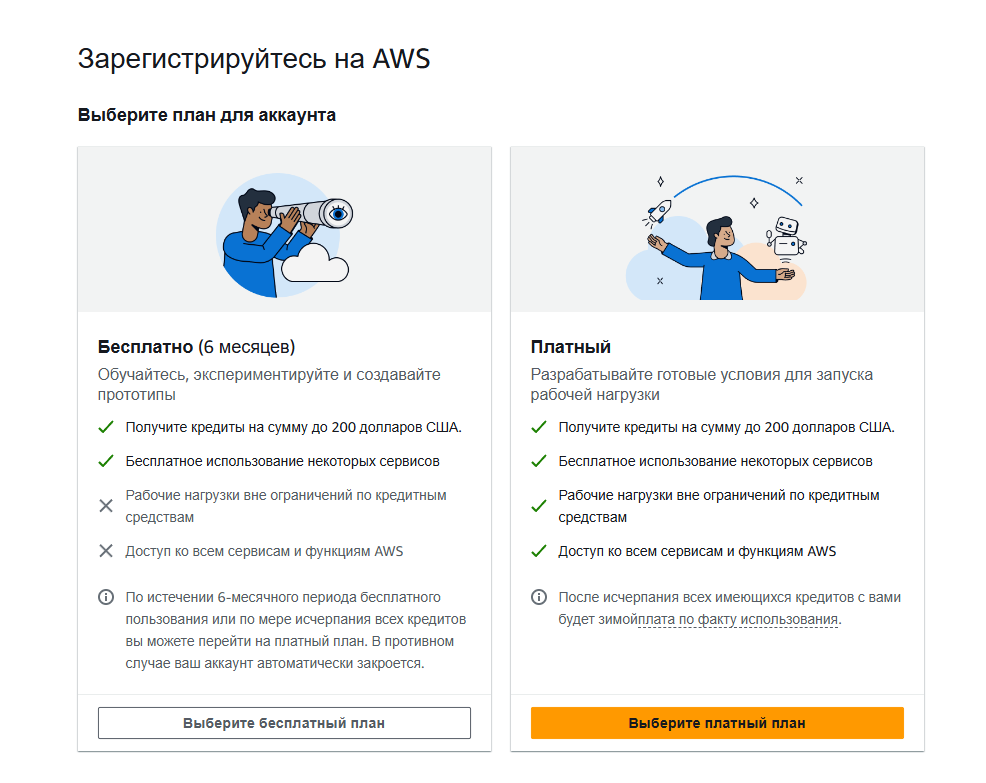 Зарегистрируйтесь на AWS
Выберите план для аккаунта
Бесплатно (6 месяцев)
Обучайтесь, экспериментируйте и создавайте
прототипы
Получите кредиты на сумму до 200 долларов США.
Бесплатное использование некоторых сервисов
Рабочие нагрузки вне ограничений по кредитным
средствам
Доступ ко всем сервисам и функциям AWS
По истечении 6-месячного периода бесплатного
пользования или по мере исчерпания всех кредитов
вы можете перейти на платный план. В противном
случае ваш аккаунт автоматически закроется.
Выберите бесплатный план
Платный
Разрабатывайте готовые условия для запуска
рабочей нагрузки
Получите кредиты на сумму до 200 долларов США.
Бесплатное использование некоторых сервисов
Рабочие нагрузки вне ограничений по кредитным
средствам
Доступ ко всем сервисам и функциям AWS
После исчерпания всех имеющихся кредитов с вами
будет зимойплата по факту использования.
Выберите платный план